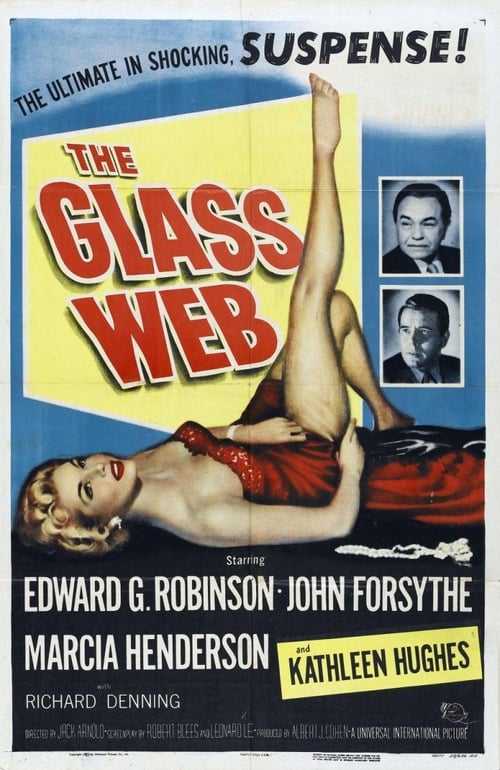 THE ULTIMATE IN SHOCKING, SUSPENSE!
THE
GLASS
WEB
Starring
EDWARD G. ROBINSON · JOHN FORSYTHE
MARCIA HENDERSON
and
KATHLEEN HUGHES
with
RICHARD DENNING
DIRECTED BY JACK ARNOLD · SCREENPLAY BY ROBERT BLEES and LEONARD LEE · PRODUCED BY ALBERT J. COHEN · A UNIVERSAL INTERNATIONAL PICTURE